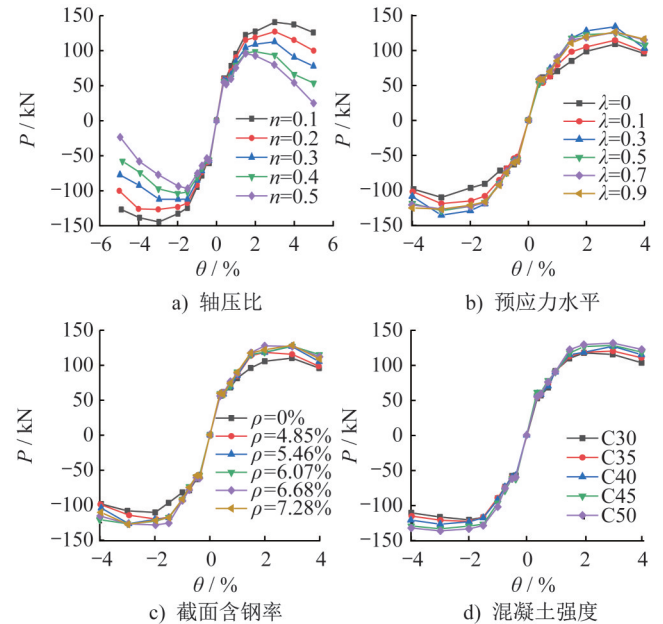 150
100
50
0
−50
−100
−150
P / kN
n=0.1
n=0.2
n=0.3
n=0.4
n=0.5
−6 −4 −2 0 2 4 6
θ / %
a) 轴压比
150
100
50
0
−50
−100
−150
P / kN
λ=0
λ=0.1
λ=0.3
λ=0.5
λ=0.7
λ=0.9
−4 −2 0 2 4
θ / %
b) 预应力水平
150
100
50
0
−50
−100
−150
P / kN
ρ=0%
ρ=4.85%
ρ=5.46%
ρ=6.07%
ρ=6.68%
ρ=7.28%
−4 −2 0 2 4
θ / %
c) 截面含钢率
150
100
50
0
−50
−100
−150
P / kN
C30
C35
C40
C45
C50
−4 −2 0 2 4
θ / %
d) 混凝土强度